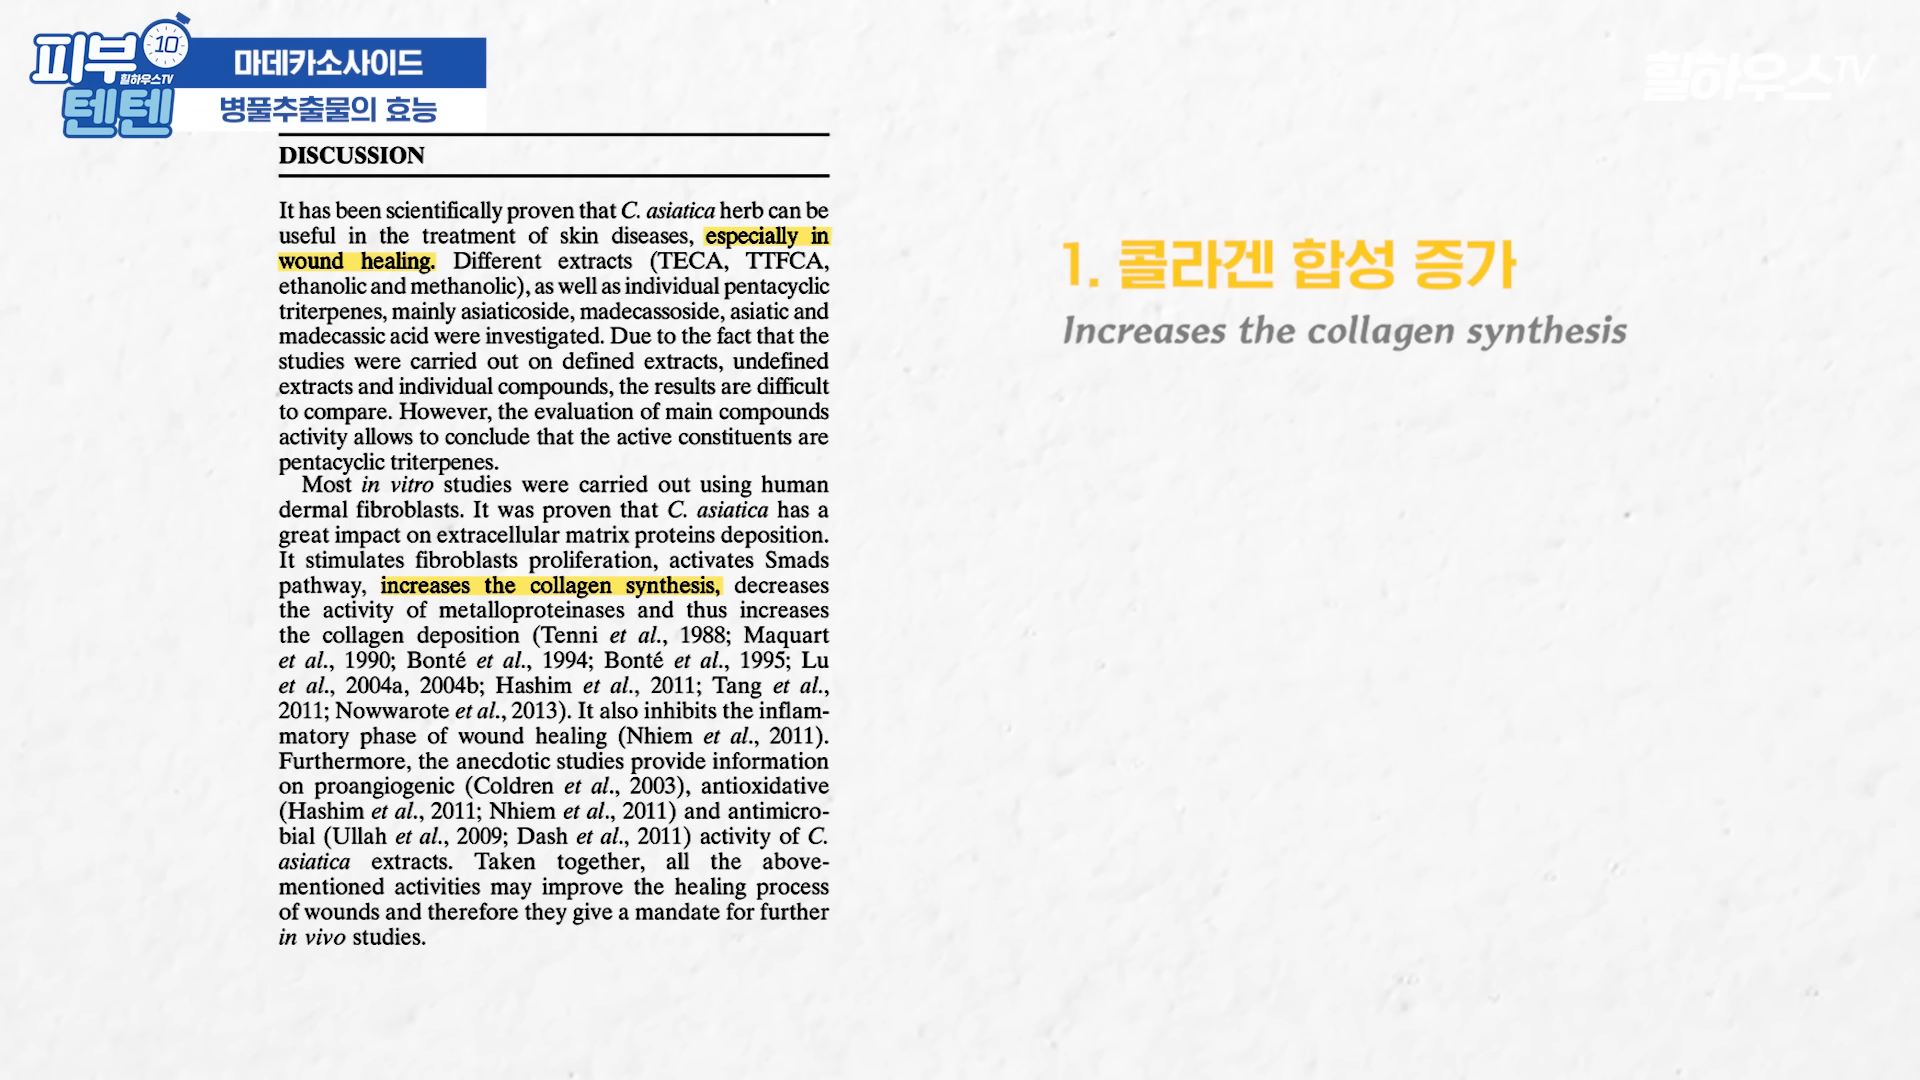 피부
10
힐하우스TV
텐텐
마데카소사이드
병풀추출물의 효능
힐하우스TV
DISCUSSION
It has been scientifically proven that C. asiatica herb can be
useful in the treatment of skin diseases, especially in
wound healing. Different extracts (TECA, TTFCA,
ethanolic and methanolic), as well as individual pentacyclic
triterpenes, mainly asiaticoside, madecassoside, asiatic and
madecassic acid were investigated. Due to the fact that the
studies were carried out on defined extracts, undefined
extracts and individual compounds, the results are difficult
to compare. However, the evaluation of main compounds
activity allows to conclude that the active constituents are
pentacyclic triterpenes.
Most in vitro studies were carried out using human
dermal fibroblasts. It was proven that C. asiatica has a
great impact on extracellular matrix proteins deposition.
It stimulates fibroblasts proliferation, activates Smads
pathway, increases the collagen synthesis, decreases
the activity of metalloproteinases and thus increases
the collagen deposition (Tenni et al., 1988; Maquart
et al., 1990; Bonté et al., 1994; Bonté et al., 1995; Lu
et al., 2004a, 2004b; Hashim et al., 2011; Tang et al.,
2011; Nowwarote et al., 2013). It also inhibits the inflam-
matory phase of wound healing (Nhiem et al., 2011).
Furthermore, the anecdotic studies provide information
on proangiogenic (Coldren et al., 2003), antioxidative
(Hashim et al., 2011; Nhiem et al., 2011) and antimicro-
bial (Ullah et al., 2009; Dash et al., 2011) activity of C.
asiatica extracts. Taken together, all the above-
mentioned activities may improve the healing process
of wounds and therefore they give a mandate for further
in vivo studies.
1. 콜라겐 합성 증가
Increases the collagen synthesis